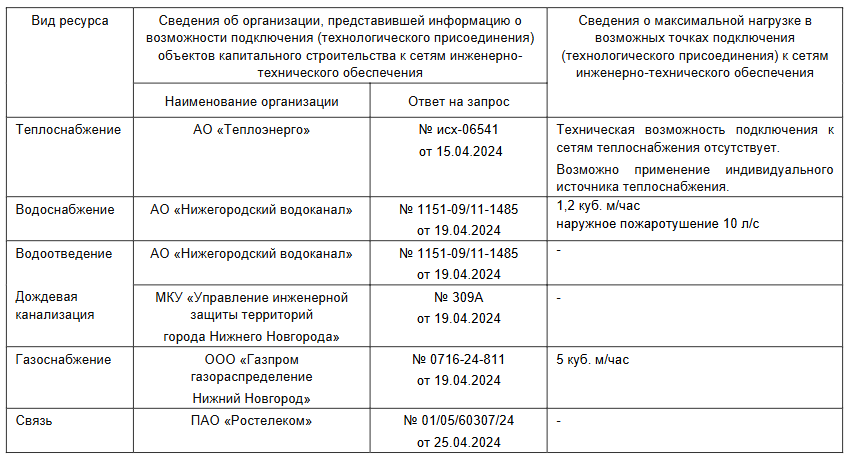 Вид ресурса
Сведения об организации, представившей информацию о
возможности подключения (технологического присоединения)
объектов капитального строительства к сетям инженерно-
технического обеспечения
Сведения о максимальной нагрузке в
возможных точках подключения
(технологического присоединения) к сетям
инженерно-технического обеспечения
Наименование организации
Ответ на запрос
Теплоснабжение
АО «Теплоэнерго»
№ исх-06541
от 15.04.2024
Техническая возможность подключения к
сетям теплоснабжения отсутствует.
Возможно применение индивидуального
источника теплоснабжения.
Водоснабжение
АО «Нижегородский водоканал»
№ 1151-09/11-1485
от 19.04.2024
1,2 куб. м/час
наружное пожаротушение 10 л/с
Водоотведение
АО «Нижегородский водоканал»
№ 1151-09/11-1485
от 19.04.2024
-
Дождевая
канализация
МКУ «Управление инженерной
защиты территорий
города Нижнего Новгорода»
№ 309А
от 19.04.2024
-
Газоснабжение
ООО «Газпром
газораспределение
Нижний Новгород»
№ 0716-24-811
от 19.04.2024
5 куб. м/час
Связь
ПАО «Ростелеком»
№ 01/05/60307/24
от 25.04.2024
-